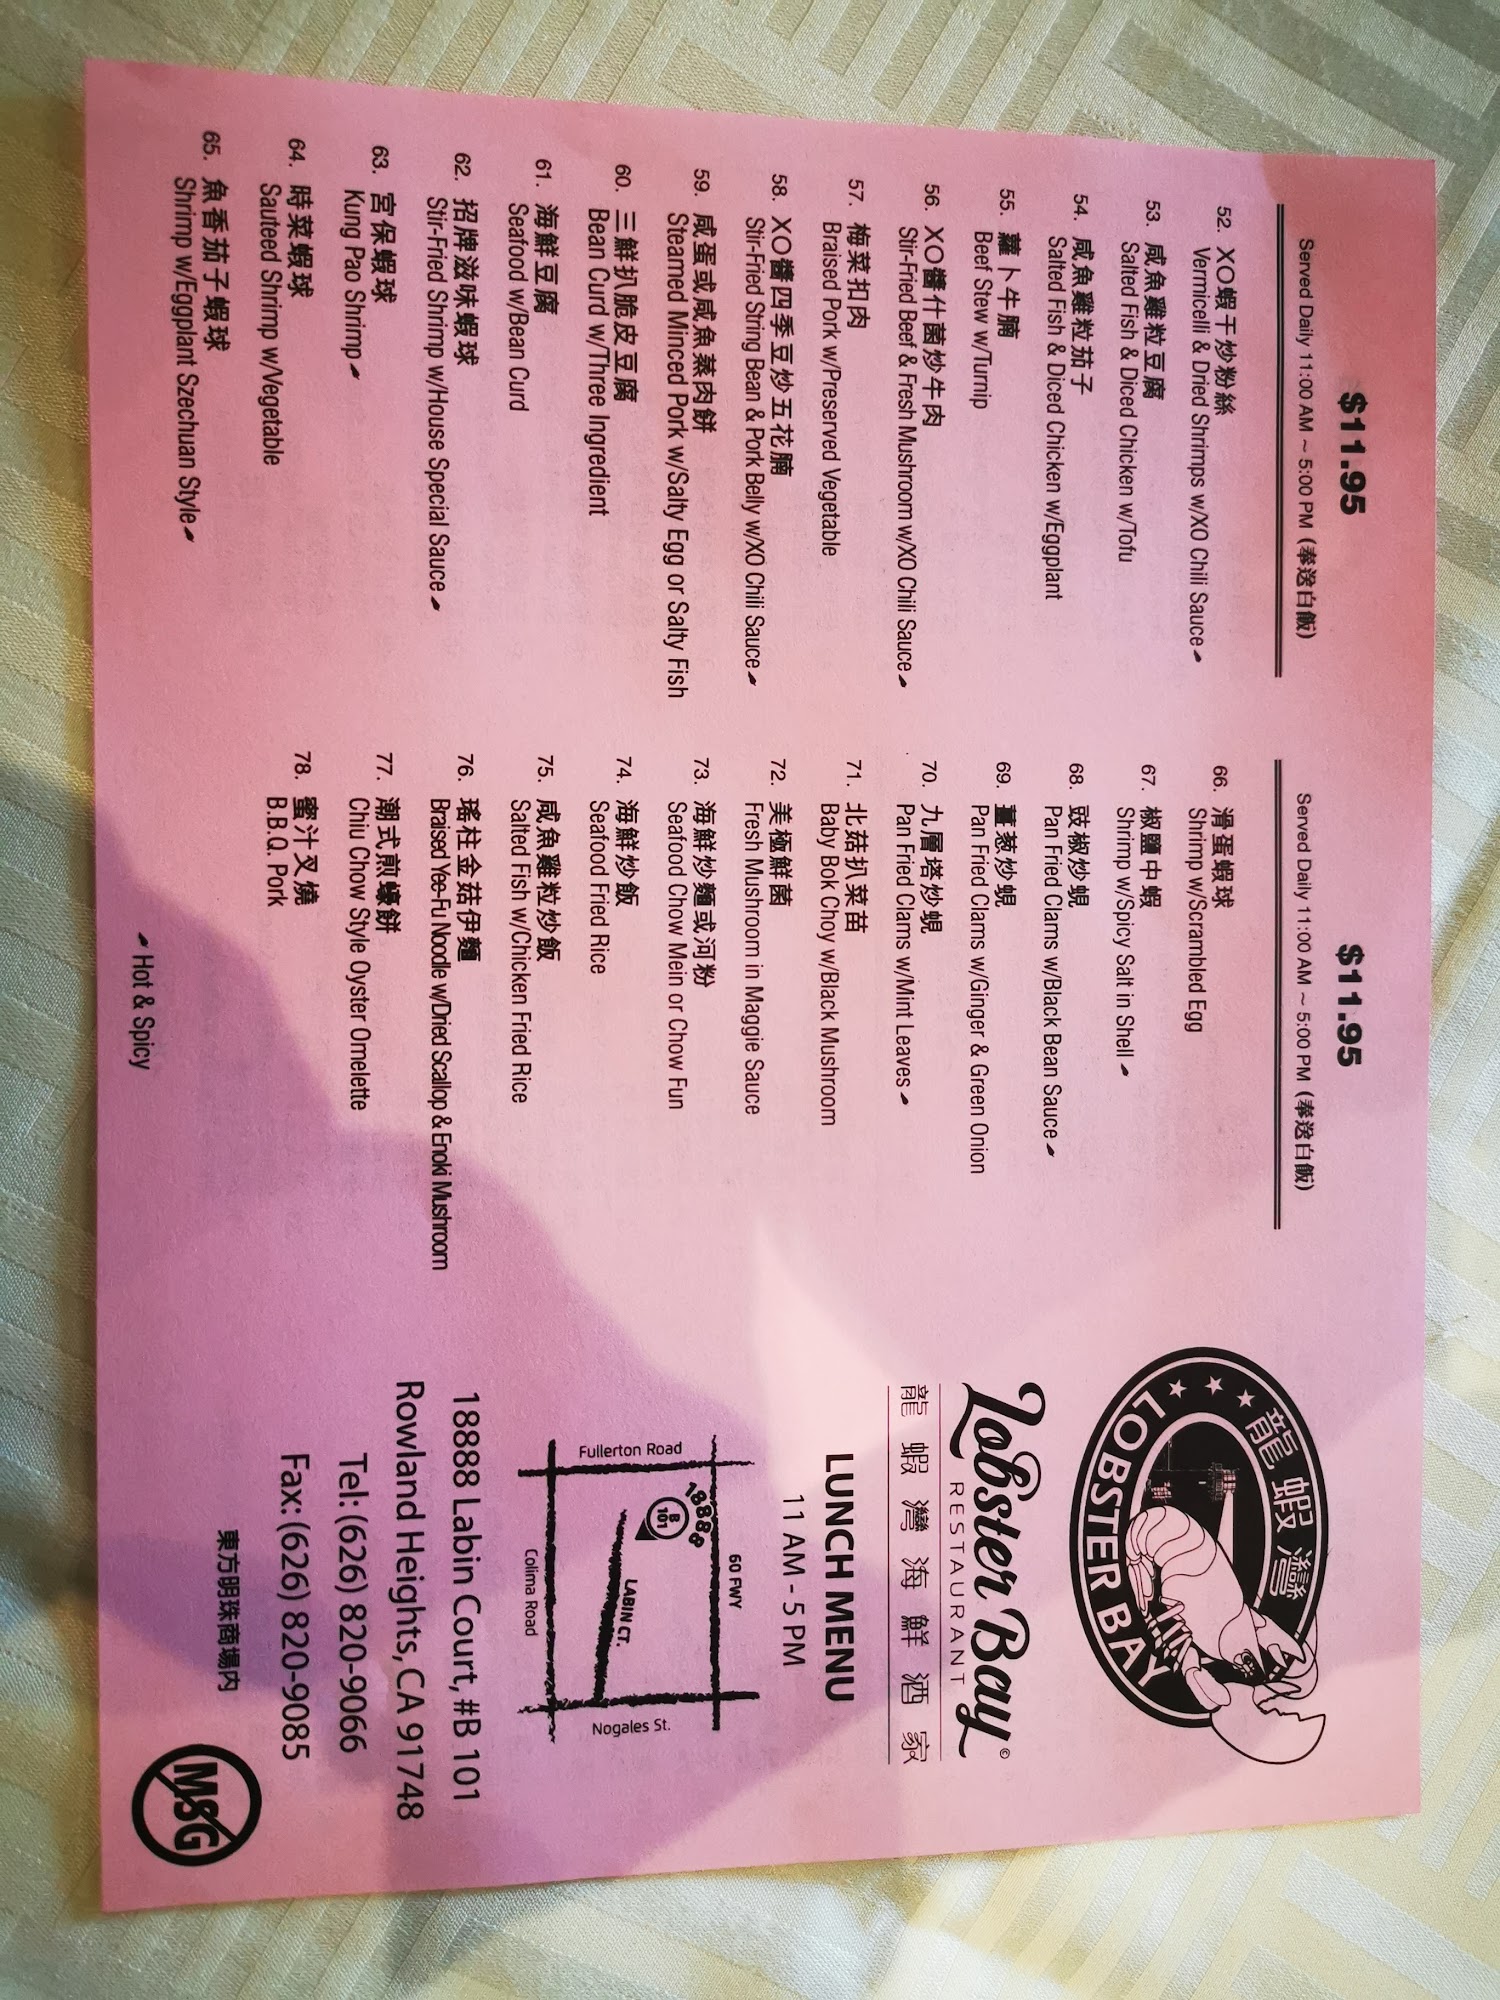 $11.95
Served Daily 11:00 AM ~ 5:00 PM (奉送白飯)
52. XO蝦干炒粉絲
Vermicelli & Dried Shrimps w/XO Chili Sauce
53. 咸魚雞粒豆腐
Salted Fish & Diced Chicken w/Tofu
54. 咸魚雞粒茄子
Salted Fish & Diced Chicken w/Eggplant
55. 蘿卜牛腩
Beef Stew w/Turnip
56. XO醬什菌炒牛肉
Stir-Fried Beef & Fresh Mushroom w/XO Chili Sauce
57. 梅菜扣肉
Braised Pork w/Preserved Vegetable
58. XO醬四季豆炒五花腩
Stir-Fried String Bean & Pork Belly w/XO Chili Sauce
59. 咸蛋或咸魚蒸肉餅
Steamed Minced Pork w/Salty Egg or Salty Fish
60. 三鮮扒脆皮豆腐
Bean Curd w/Three Ingredient
61. 海鮮豆腐
Seafood w/Bean Curd
62. 招牌滋味蝦球
Stir-Fried Shrimp w/House Special Sauce
63. 宮保蝦球
Kung Pao Shrimp
64. 時菜蝦球
Sauteed Shrimp w/Vegetable
65. 魚香茄子蝦球
Shrimp w/Eggplant Szechuan Style
$11.95
Served Daily 11:00 AM ~ 5:00 PM (奉送白飯)
66. 滑蛋蝦球
Shrimp w/Scrambled Egg
67. 椒鹽中蝦
Shrimp w/Spicy Salt in Shell
68. 豉椒炒蜆
Pan Fried Clams w/Black Bean Sauce
69. 薑葱炒蜆
Pan Fried Clams w/Ginger & Green Onion
70. 九層塔炒蜆
Pan Fried Clams w/Mint Leaves
71. 北菇扒菜苗
Baby Bok Choy w/Black Mushroom
72. 美極鮮菌
Fresh Mushroom in Maggie Sauce
73. 海鮮炒麵或河粉
Seafood Chow Mein or Chow Fun
74. 海鮮炒飯
Seafood Fried Rice
75. 咸魚雞粒炒飯
Salted Fish w/Chicken Fried Rice
76. 瑤柱金菇伊麵
Braised Yee-Fu Noodle w/Dried Scallop & Enoki Mushroom
77. 潮式煎蠔餅
Chiu Chow Style Oyster Omelette
78. 蜜汁叉燒
B.B.Q. Pork
Hot & Spicy
龍蝦灣
LOBSTER BAY
Lobster Bay©
RESTAURANT
龍蝦灣海鮮酒家
LUNCH MENU
11 AM - 5 PM
60 FWY
Fullerton Road
18888
B
101
LABIN CT.
Nogales St.
Colima Road
18888 Labin Court, #B 101
Rowland Heights, CA 91748
Tel: (626) 820-9066
Fax: (626) 820-9085
東方明珠商場內
MSG